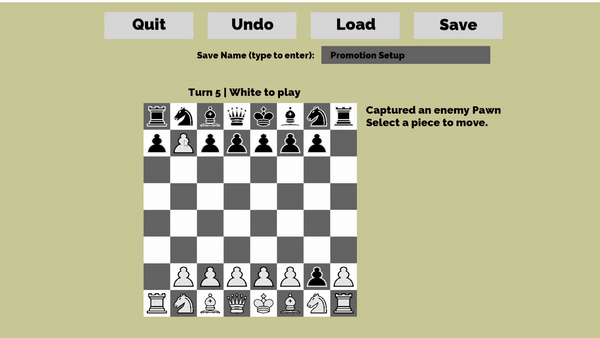 Quit Undo Load Save
Save Name (type to enter): Promotion Setup
Turn 5 | White to play
Captured an enemy Pawn
Select a piece to move.